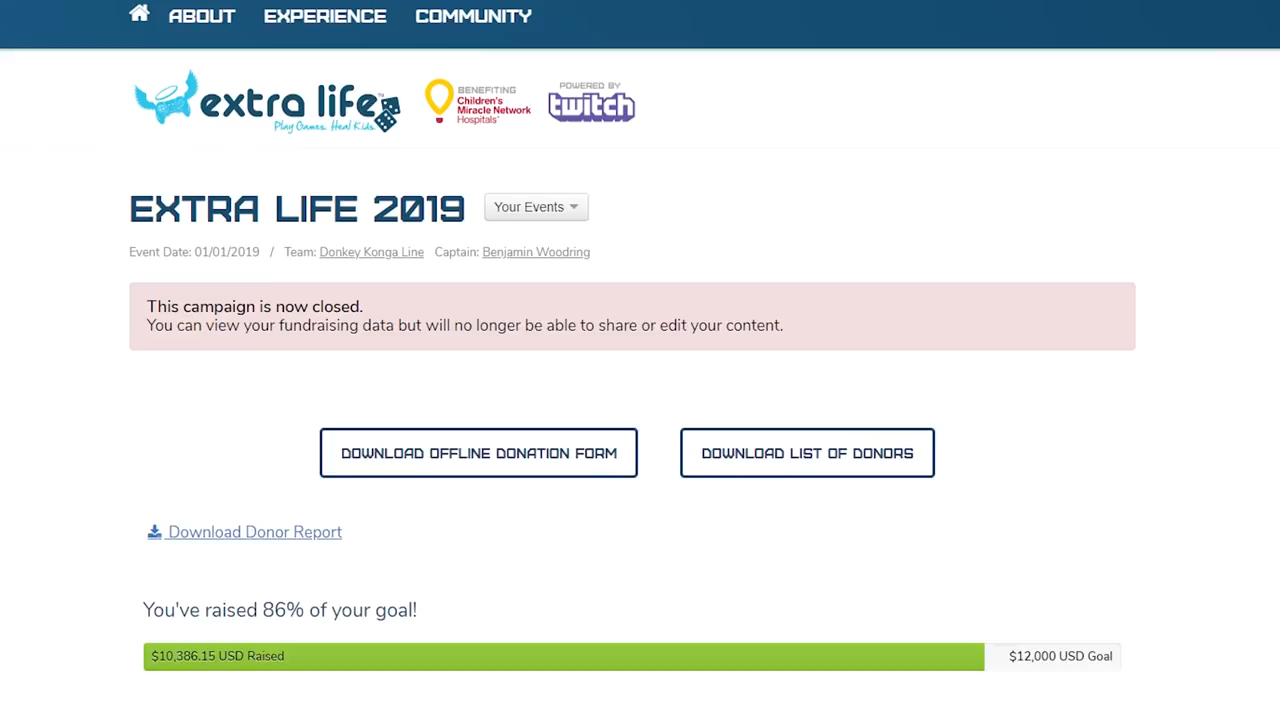 ABOUT EXPERIENCE COMMUNITY
extra life™
Play Games. Heal Kids.
BENEFITING
Children's
Miracle Network
Hospitals®
POWERED BY
twitch
EXTRA LIFE 2019 Your Events
Event Date: 01/01/2019 / Team: Donkey Konga Line Captain: Benjamin Woodring
This campaign is now closed.
You can view your fundraising data but will no longer be able to share or edit your content.
DOWNLOAD OFFLINE DONATION FORM DOWNLOAD LIST OF DONORS
Download Donor Report
You've raised 86% of your goal!
$10,386.15 USD Raised $12,000 USD Goal